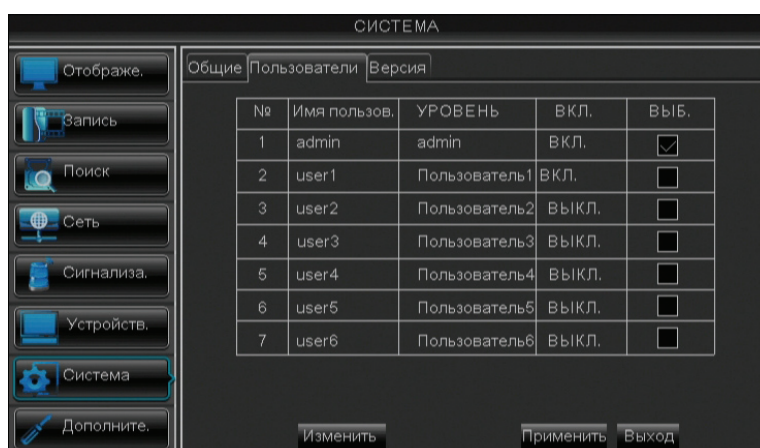 СИСТЕМА
Общие Пользователи Версия
Отображе.
Запись
Поиск
Сеть
Сигнализа.
Устройств.
Система
Дополните.
№ Имя пользов. УРОВЕНЬ ВКЛ. ВЫБ.
1 admin admin ВКЛ.
2 user1 Пользователь1 ВКЛ.
3 user2 Пользователь2 ВЫКЛ.
4 user3 Пользователь3 ВЫКЛ.
5 user4 Пользователь4 ВЫКЛ.
6 user5 Пользователь5 ВЫКЛ.
7 user6 Пользователь6 ВЫКЛ.
Изменить Применить Выход